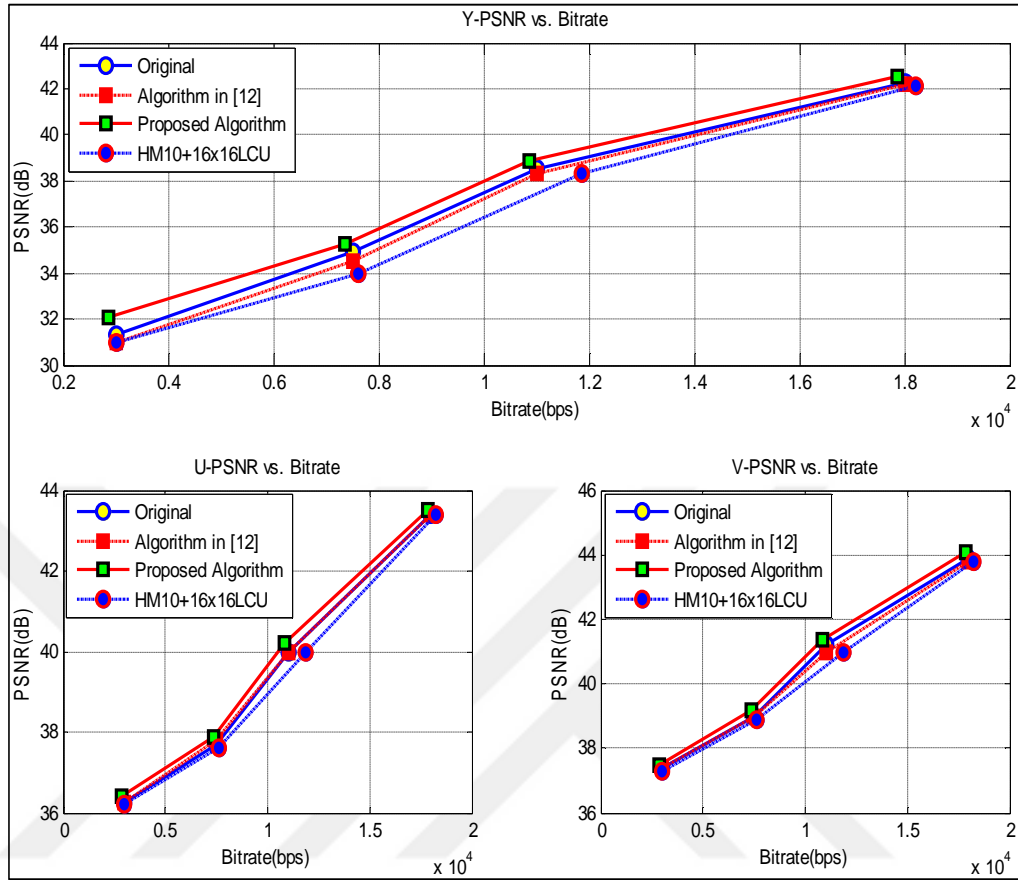 Y-PSNR vs. Bitrate
44
42
40
38
36
34
32
30
PSNR(dB)
Original
Algorithm in [12]
Proposed Algorithm
HM10+16x16LCU
0.2 0.4 0.6 0.8 1 1.2 1.4 1.6 1.8 2
Bitrate(bps)
x 10^4
U-PSNR vs. Bitrate
44
42
40
38
36
PSNR(dB)
Original
Algorithm in [12]
Proposed Algorithm
HM10+16x16LCU
0 0.5 1 1.5 2
Bitrate(bps)
x 10^4
V-PSNR vs. Bitrate
46
44
42
40
38
36
PSNR(dB)
Original
Algorithm in [12]
Proposed Algorithm
HM10+16x16LCU
0 0.5 1 1.5 2
Bitrate(bps)
x 10^4